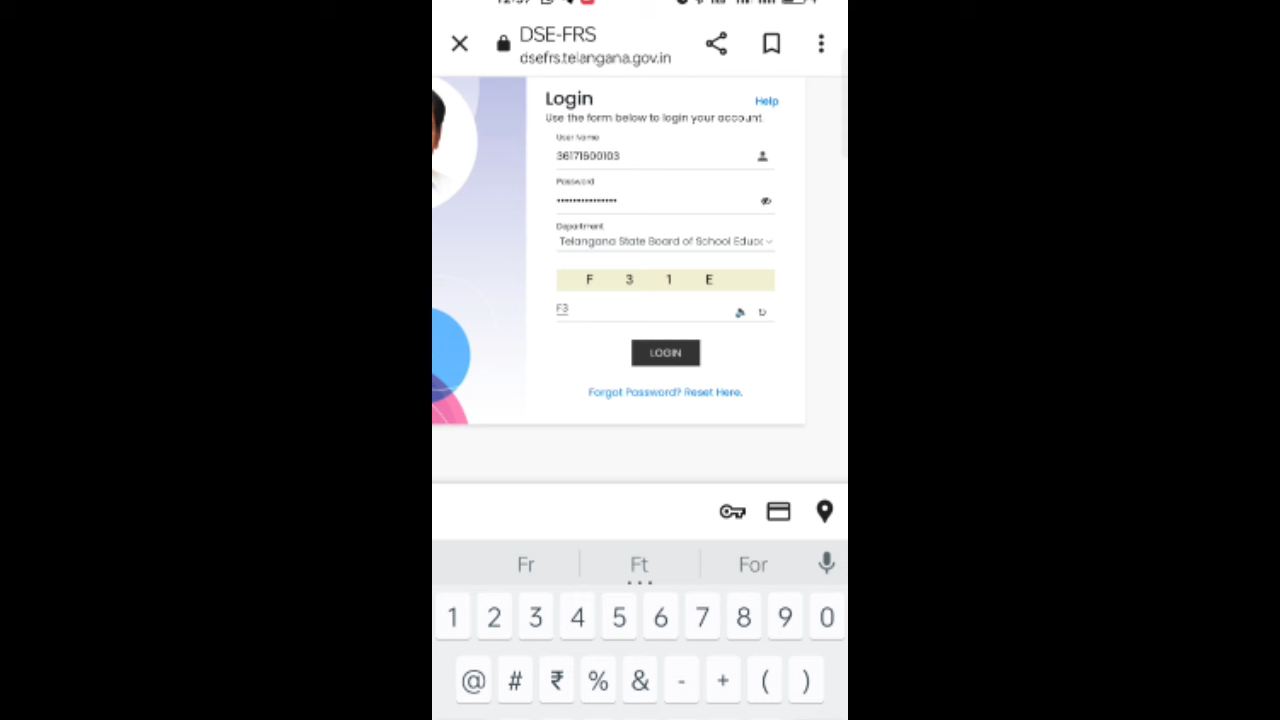 DSE-FRS
dsefrs.telangana.gov.in
Login
Help
Use the form below to login your account.
User Name
36171500103
Password
Department
Telangana State Board of School Educ
F 3 1 E
F3
LOGIN
Forgot Password? Reset Here.
Fr Ft For
1 2 3 4 5 6 7 8 9 0
@ # ₹ % & - + ( )